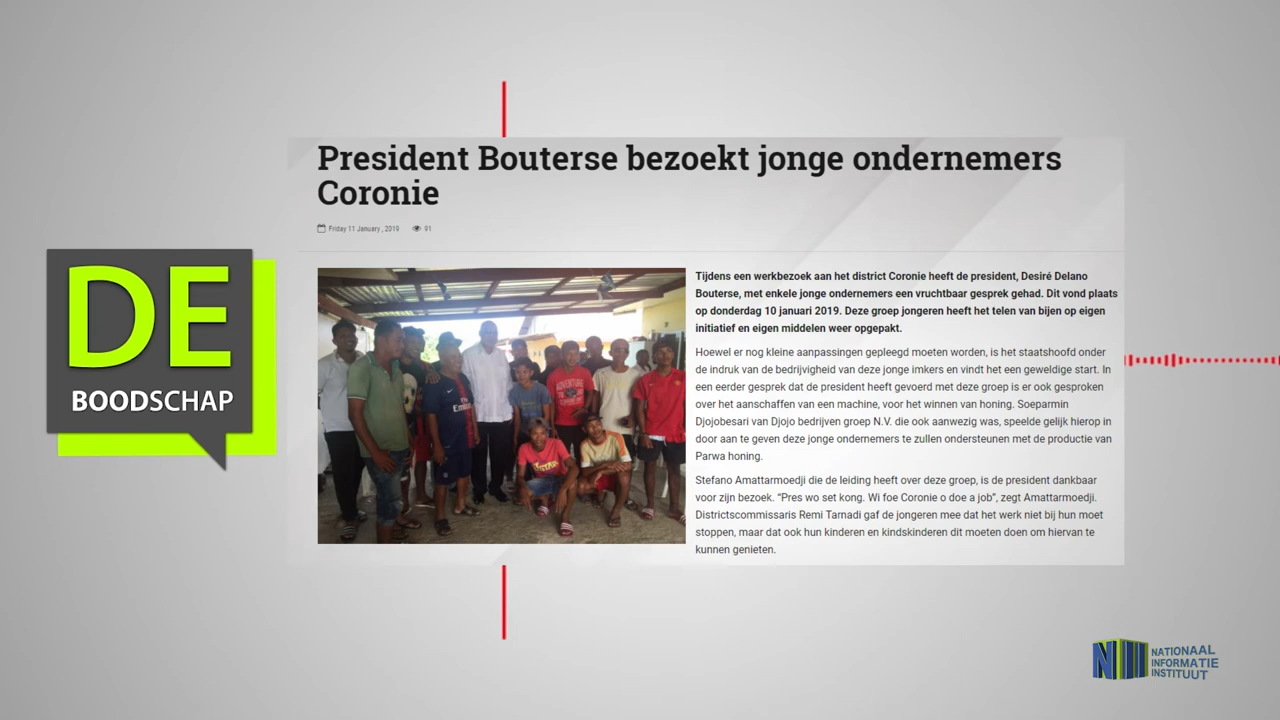 President Bouterse bezoekt jonge ondernemers
Coronie
Friday 11 January , 2019 91
DE
BOODSCHAP
Tijdens een werkbezoek aan het district Coronie heeft de president, Desiré Delano
Bouterse, met enkele jonge ondernemers een vruchtbaar gesprek gehad. Dit vond plaats
op donderdag 10 januari 2019. Deze groep jongeren heeft het telen van bijen op eigen
initiatief en eigen middelen weer opgepakt.
Hoewel er nog kleine aanpassingen gepleegd moeten worden, is het staatshoofd onder
de indruk van de bedrijvigheid van deze jonge imkers en vindt het een geweldige start. In
een eerder gesprek dat de president heeft gevoerd met deze groep is er ook gesproken
over het aanschaffen van een machine, voor het winnen van honing. Soeparmin
Djojobesari van Djojo bedrijven groep N.V. die ook aanwezig was, speelde gelijk hierop in
door aan te geven deze jonge ondernemers te zullen ondersteunen met de productie van
Parwa honing.
Stefano Amattarmoedji die de leiding heeft over deze groep, is de president dankbaar
voor zijn bezoek. “Pres wo set kong. Wi foe Coronie o doe a job”, zegt Amattarmoedji.
Districtscommissaris Remi Tarnadi gaf de jongeren mee dat het werk niet bij hun moet
stoppen, maar dat ook hun kinderen en kindskinderen dit moeten doen om hiervan te
kunnen genieten.
NATIONAAL
INFORMATIE
INSTITUUT